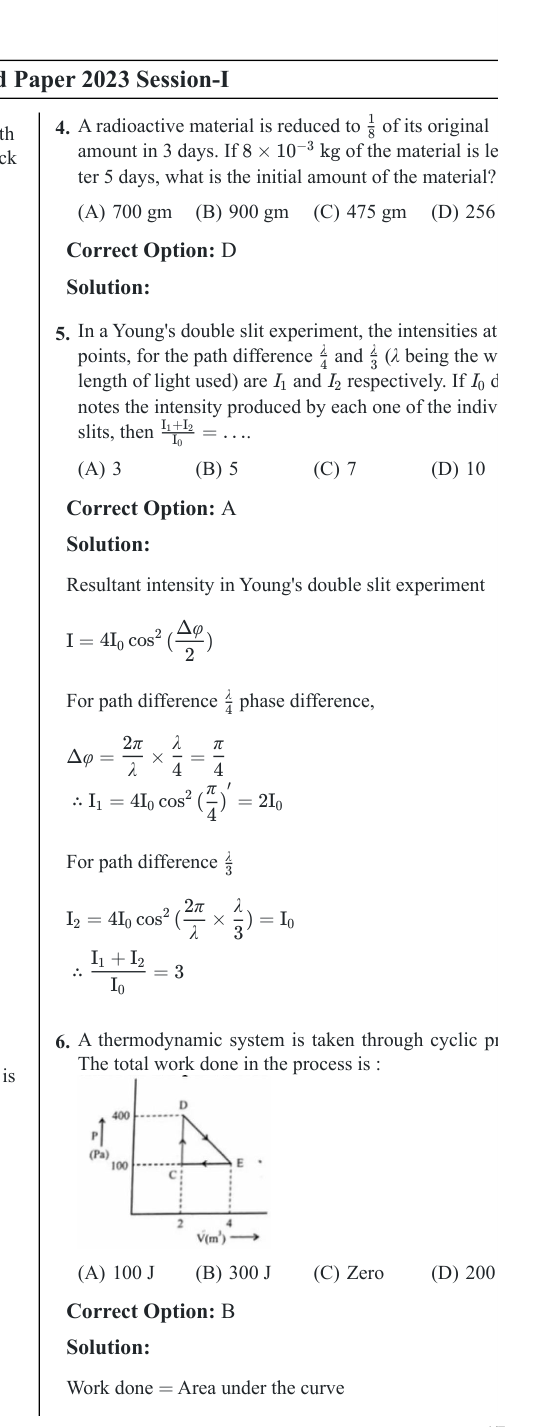 d Paper 2023 Session-I
th
ck
4. A radioactive material is reduced to 1/8 of its original
amount in 3 days. If 8 × 10⁻³ kg of the material is le
ter 5 days, what is the initial amount of the material?
(A) 700 gm (B) 900 gm (C) 475 gm (D) 256
Correct Option: D
Solution:
5. In a Young's double slit experiment, the intensities at
points, for the path difference λ/4 and λ/3 (λ being the w
length of light used) are I₁ and I₂ respectively. If I₀ d
notes the intensity produced by each one of the indiv
slits, then (I₁+I₂)/I₀ = ....
(A) 3 (B) 5 (C) 7 (D) 10
Correct Option: A
Solution:
Resultant intensity in Young's double slit experiment
I = 4I₀ cos² (Δφ/2)
For path difference λ/4 phase difference,
Δφ = 2π/λ × λ/4 = π/4
∴ I₁ = 4I₀ cos² (π/4)′ = 2I₀
For path difference λ/3
I₂ = 4I₀ cos² (2π/λ × λ/3) = I₀
∴ (I₁ + I₂)/I₀ = 3
6. A thermodynamic system is taken through cyclic pr
The total work done in the process is :
is
D
400
P
(Pa)
100
C
E
2 4
V(m³)
(A) 100 J (B) 300 J (C) Zero (D) 200
Correct Option: B
Solution:
Work done = Area under the curve